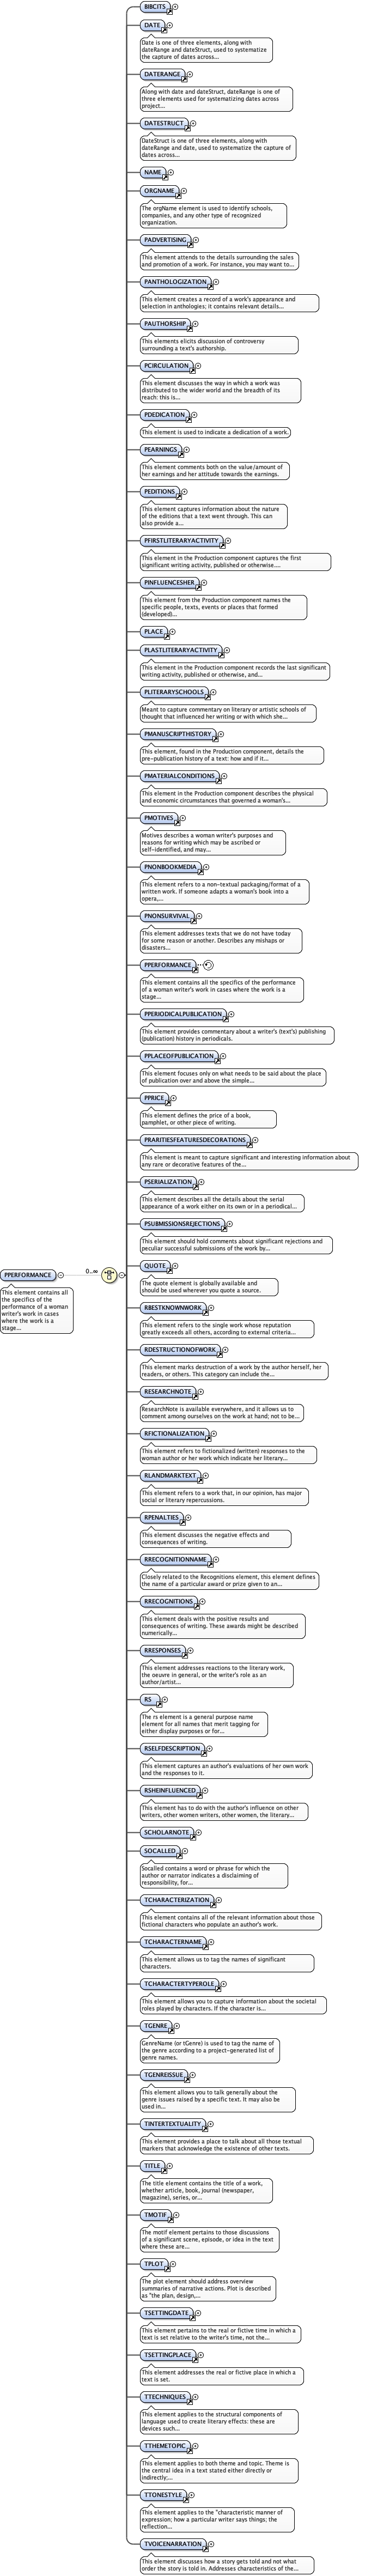 BIBCITS
DATE
Date is one of three elements, along with
dateRange and dateStruct, used to systematize
the capture of dates across...
DATERANGE
Along with date and dateStruct, dateRange is one of
three elements used for systematizing dates across
project...
DATESTRUCT
DateStruct is one of three elements, along with
dateRange and date, used to systematize the capture of
dates across...
NAME
ORGNAME
The orgName element is used to identify schools,
companies, and any other type of recognized
organization.
PADVERTISING
This element attends to the details surrounding the sales
and promotion of a work. For instance, you may want to...
PANTHOLOGIZATION
This element creates a record of a work's appearance and
selection in anthologies; it contains relevant details...
PAUTHORSHIP
This elements elicits discussion of controversy
surrounding a text's authorship.
PCIRCULATION
This element discusses the way in which a work was
distributed to the wider world and the breadth of its
reach: this is...
PDEDICATION
This element is used to indicate a dedication of a work.
PEARNINGS
This element comments both on the value/amount of
her earnings and her attitude towards the earnings.
PEDITIONS
This element captures information about the nature
of the editions that a text went through. This can
also provide a...
PFIRSTLITERARYACTIVITY
This element in the Production component captures the first
significant writing activity, published or otherwise....
PINFLUENCESHER
This element from the Production component names the
specific people, texts, events or places that formed
(developed)...
PLACE
PLASTLITERARYACTIVITY
This element in the Production component records the last significant
writing activity, published or otherwise, and...
PLITERARYSCHOOLS
Meant to capture commentary on literary or artistic schools of
thought that influenced her writing or with which she...
PMANUSCRIPTHISTORY
This element, found in the Production component, details the
pre-publication history of a text: how and if it...
PMATERIALCONDITIONS
This element in the Production component describes the physical
and economic circumstances that governed a woman's...
PMOTIVES
Motives describes a woman writer's purposes and
reasons for writing which may be ascribed or
self-identified, and may...
PNONBOOKMEDIA
This element refers to a non-textual packaging/format of a
written work. If someone adapts a woman's book into a
opera,...
PNONSURVIVAL
This element addresses texts that we do not have today
for some reason or another. Describes any mishaps or
disasters...
PPERFORMANCE
This element contains all the specifics of the performance
of a woman writer's work in cases where the work is a
stage...
PPERIODICALPUBLICATION
This element provides commentary about a writer's (text's) publishing
(publication) history in periodicals.
PPLACEOFPUBLICATION
This element focuses only on what needs to be said about the place
of publication over and above the simple...
PPRICE
This element defines the price of a book,
pamphlet, or other piece of writing.
PRARITIESFEATURESDECORATIONS
This element is meant to capture significant and interesting information about
any rare or decorative features of the...
PSERIALIZATION
This element describes all the details about the serial
appearance of a work either on its own or in a periodical...
PSUBMISSIONSREJECTIONS
This element should hold comments about significant rejections and
peculiar successful submissions of the work by...
QUOTE
The quote element is globally available and
should be used wherever you quote a source.
PPERFORMANCE
0..∞
This element contains all
the specifics of the
performance of a woman
writer's work in cases
where the work is a
stage...
RBESTKNOWNWORK
This element refers to the single work whose reputation
greatly exceeds all others, according to external criteria...
RDESTRUCTIONOFWORK
This element marks destruction of a work by the author herself, her
readers, or others. This category can include the...
RESEARCHNOTE
ResearchNote is available everywhere, and it allows us to
comment among ourselves on the work at hand; not to be...
RFICTIONALIZATION
This element refers to fictionalized (written) responses to the
woman author or her work which indicate her literary...
RLANDMARKTEXT
This element refers to a work that, in our opinion, has major
social or literary repercussions.
RPENALTIES
This element discusses the negative effects and
consequences of writing.
RRECOGNITIONNAME
Closely related to the Recognitions element, this element defines
the name of a particular award or prize given to an...
RRECOGNITIONS
This element deals with the positive results and
consequences of writing. These awards might be described
numerically...
RRESPONSES
This element addresses reactions to the literary work,
the oeuvre in general, or the writer's role as an
author/artist...
RS
The rs element is a general purpose name
element for all names that merit tagging for
either display purposes or for...
RSELFDESCRIPTION
This element captures an author's evaluations of her own work
and the responses to it.
RSHEINFLUENCED
This element has to do with the author's influence on other
writers, other women writers, other women, the literary...
SCHOLARNOTE
SOCALLED
Socalled contains a word or phrase for which the
author or narrator indicates a disclaiming of
responsibility, for...
TCHARACTERIZATION
This element contains all of the relevant information about those
fictional characters who populate an author's work.
TCHARACTERNAME
This element allows us to tag the names of significant
characters.
TCHARACTERTYPEROLE
This element allows you to capture information about the societal
roles played by characters. If the character is...
TGENRE
GenreName (or tGenre) is used to tag the name of
the genre according to a project-generated list of
genre names.
TGENREISSUE
This element allows you to talk generally about the
genre issues raised by a specific text. It may also be
used in...
TINTERTEXTUALITY
This element provides a place to talk about all those textual
markers that acknowledge the existence of other texts.
TITLE
The title element contains the title of a work,
whether article, book, journal (newspaper,
magazine), series, or...
TMOTIF
The motif element pertains to those discussions
of a significant scene, episode, or idea in the text
where these are...
TPLOT
The plot element should address overview
summaries of narrative actions. Plot is described
as "the plan, design,...
TSETTINGDATE
This element pertains to the real or fictive time in which a
text is set relative to the writer's time, not the...
TSETTINGPLACE
This element addresses the real or fictive place in which a
text is set.
TTECHNIQUES
This element applies to the structural components of
language used to create literary effects: these are
devices such...
TTHEMETOPIC
This element applies to both theme and topic. Theme is
the central idea in a text stated either directly or
indirectly;...
TTONESTYLE
This element applies to the "characteristic manner of
expression; how a particular writer says things; the
reflection...
TVOICENARRATION
This element discusses how a story gets told and not what
order the story is told in. Addresses characteristics of the...